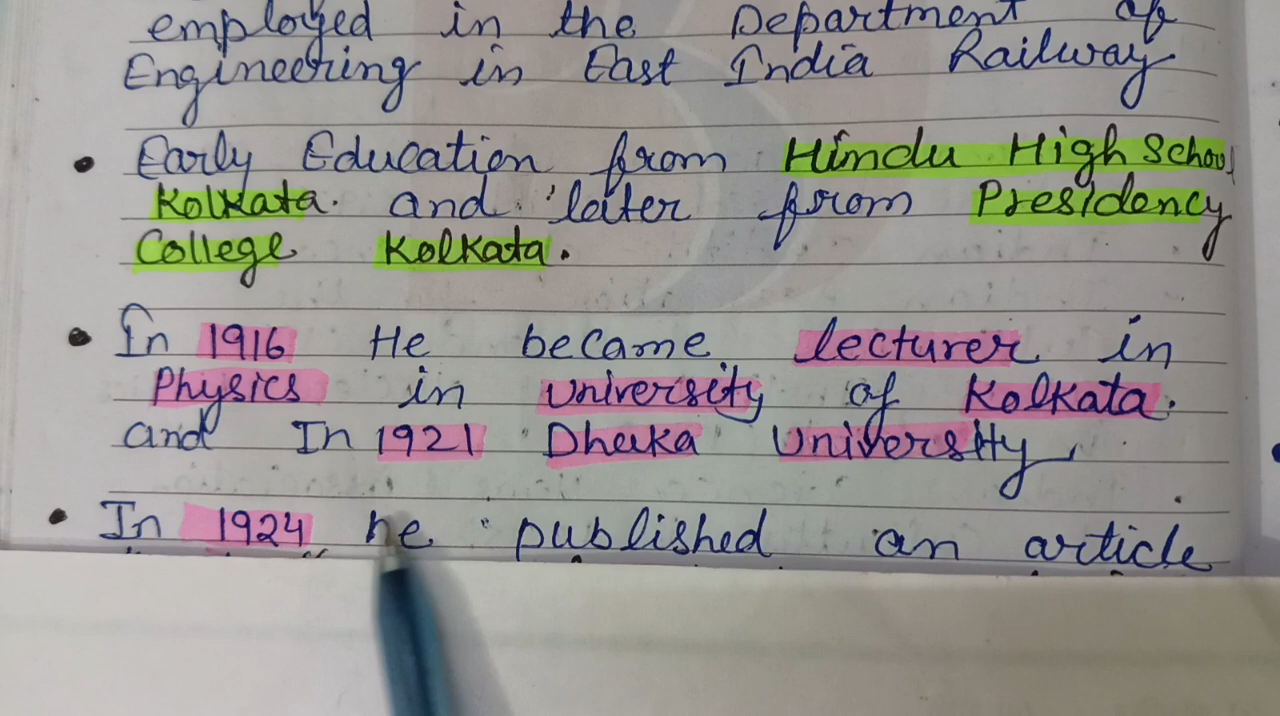 employed in the Department of
Engineering in East India Railway
• Early Education from Hindu High School
Kolkata. and later from Presidency
College Kolkata.
• In 1916 He became lecturer in
Physics in University of Kolkata.
and In 1921 Dhaka University
• In 1924 he published an article